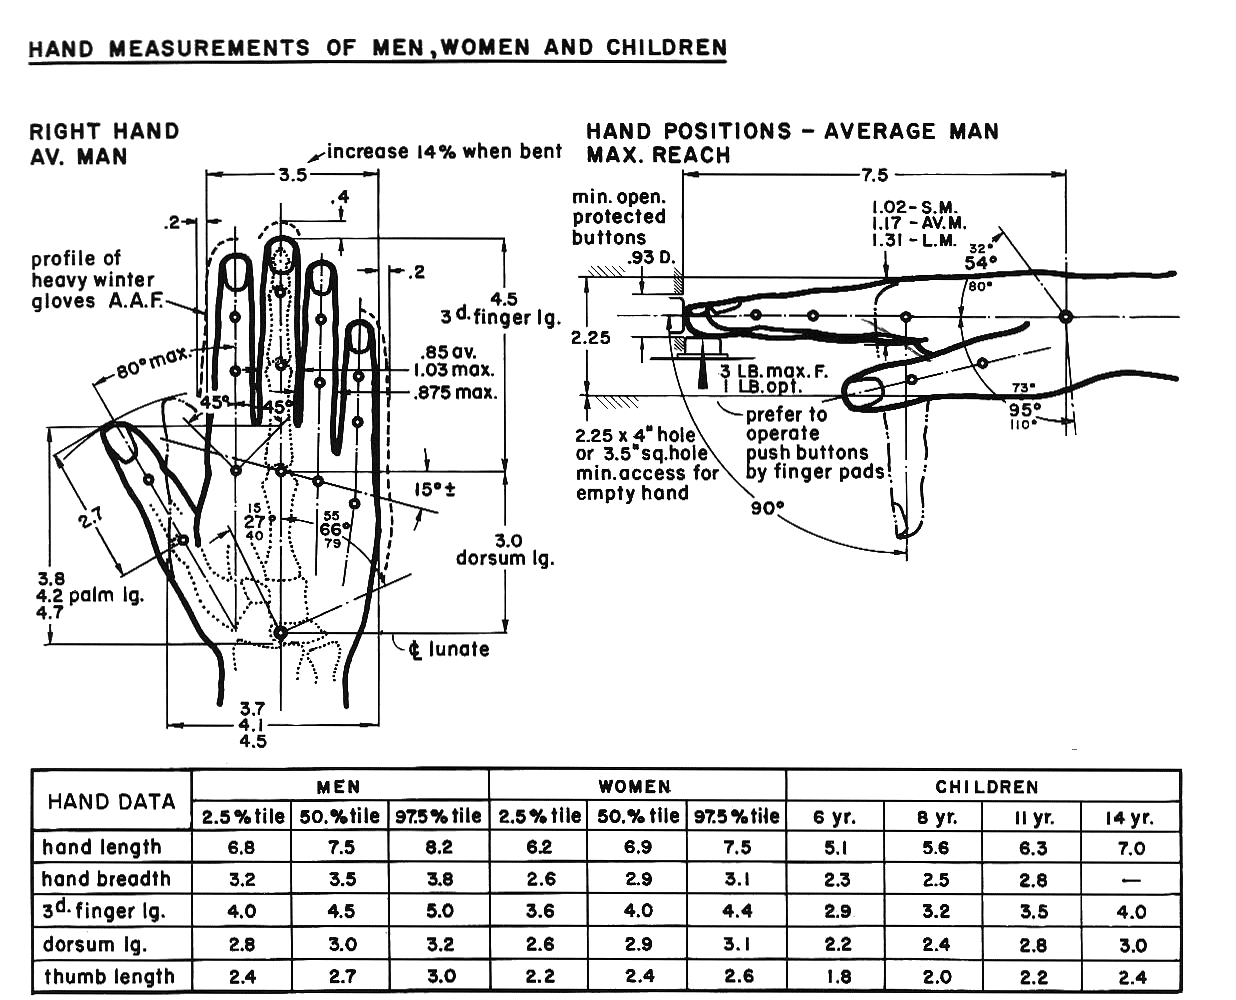 HAND MEASUREMENTS OF MEN, WOMEN AND CHILDREN
RIGHT HAND
AV. MAN
increase 14% when bent
3.5
.4
.2
profile of
heavy winter
gloves A.A.F.
.2
4.5
3d. finger lg.
80° max.
.85 av.
1.03 max.
.875 max.
45°
45°
15° ±
2.7
15
27°
40
55
66°
79
3.0
dorsum lg.
3.8
4.2 palm lg.
4.7
℄ lunate
3.7
4.1
4.5
HAND POSITIONS - AVERAGE MAN
MAX. REACH
7.5
min. open.
protected
buttons
.93 D.
1.02 - S.M.
1.17 - AV.M.
1.31 - L.M.
32°
54°
80°
2.25
3 LB. max. F.
1 LB. opt.
73°
95°
110°
prefer to
operate
push buttons
by finger pads
2.25 x 4" hole
or 3.5" sq. hole
min. access for
empty hand
90°
HAND DATA MEN WOMEN CHILDREN
2.5 % tile 50. % tile 97.5 % tile 2.5 % tile 50. % tile 97.5 % tile 6 yr. 8 yr. 11 yr. 14 yr.
hand length 6.8 7.5 8.2 6.2 6.9 7.5 5.1 5.6 6.3 7.0
hand breadth 3.2 3.5 3.8 2.6 2.9 3.1 2.3 2.5 2.8 —
3d. finger lg. 4.0 4.5 5.0 3.6 4.0 4.4 2.9 3.2 3.5 4.0
dorsum lg. 2.8 3.0 3.2 2.6 2.9 3.1 2.2 2.4 2.8 3.0
thumb length 2.4 2.7 3.0 2.2 2.4 2.6 1.8 2.0 2.2 2.4